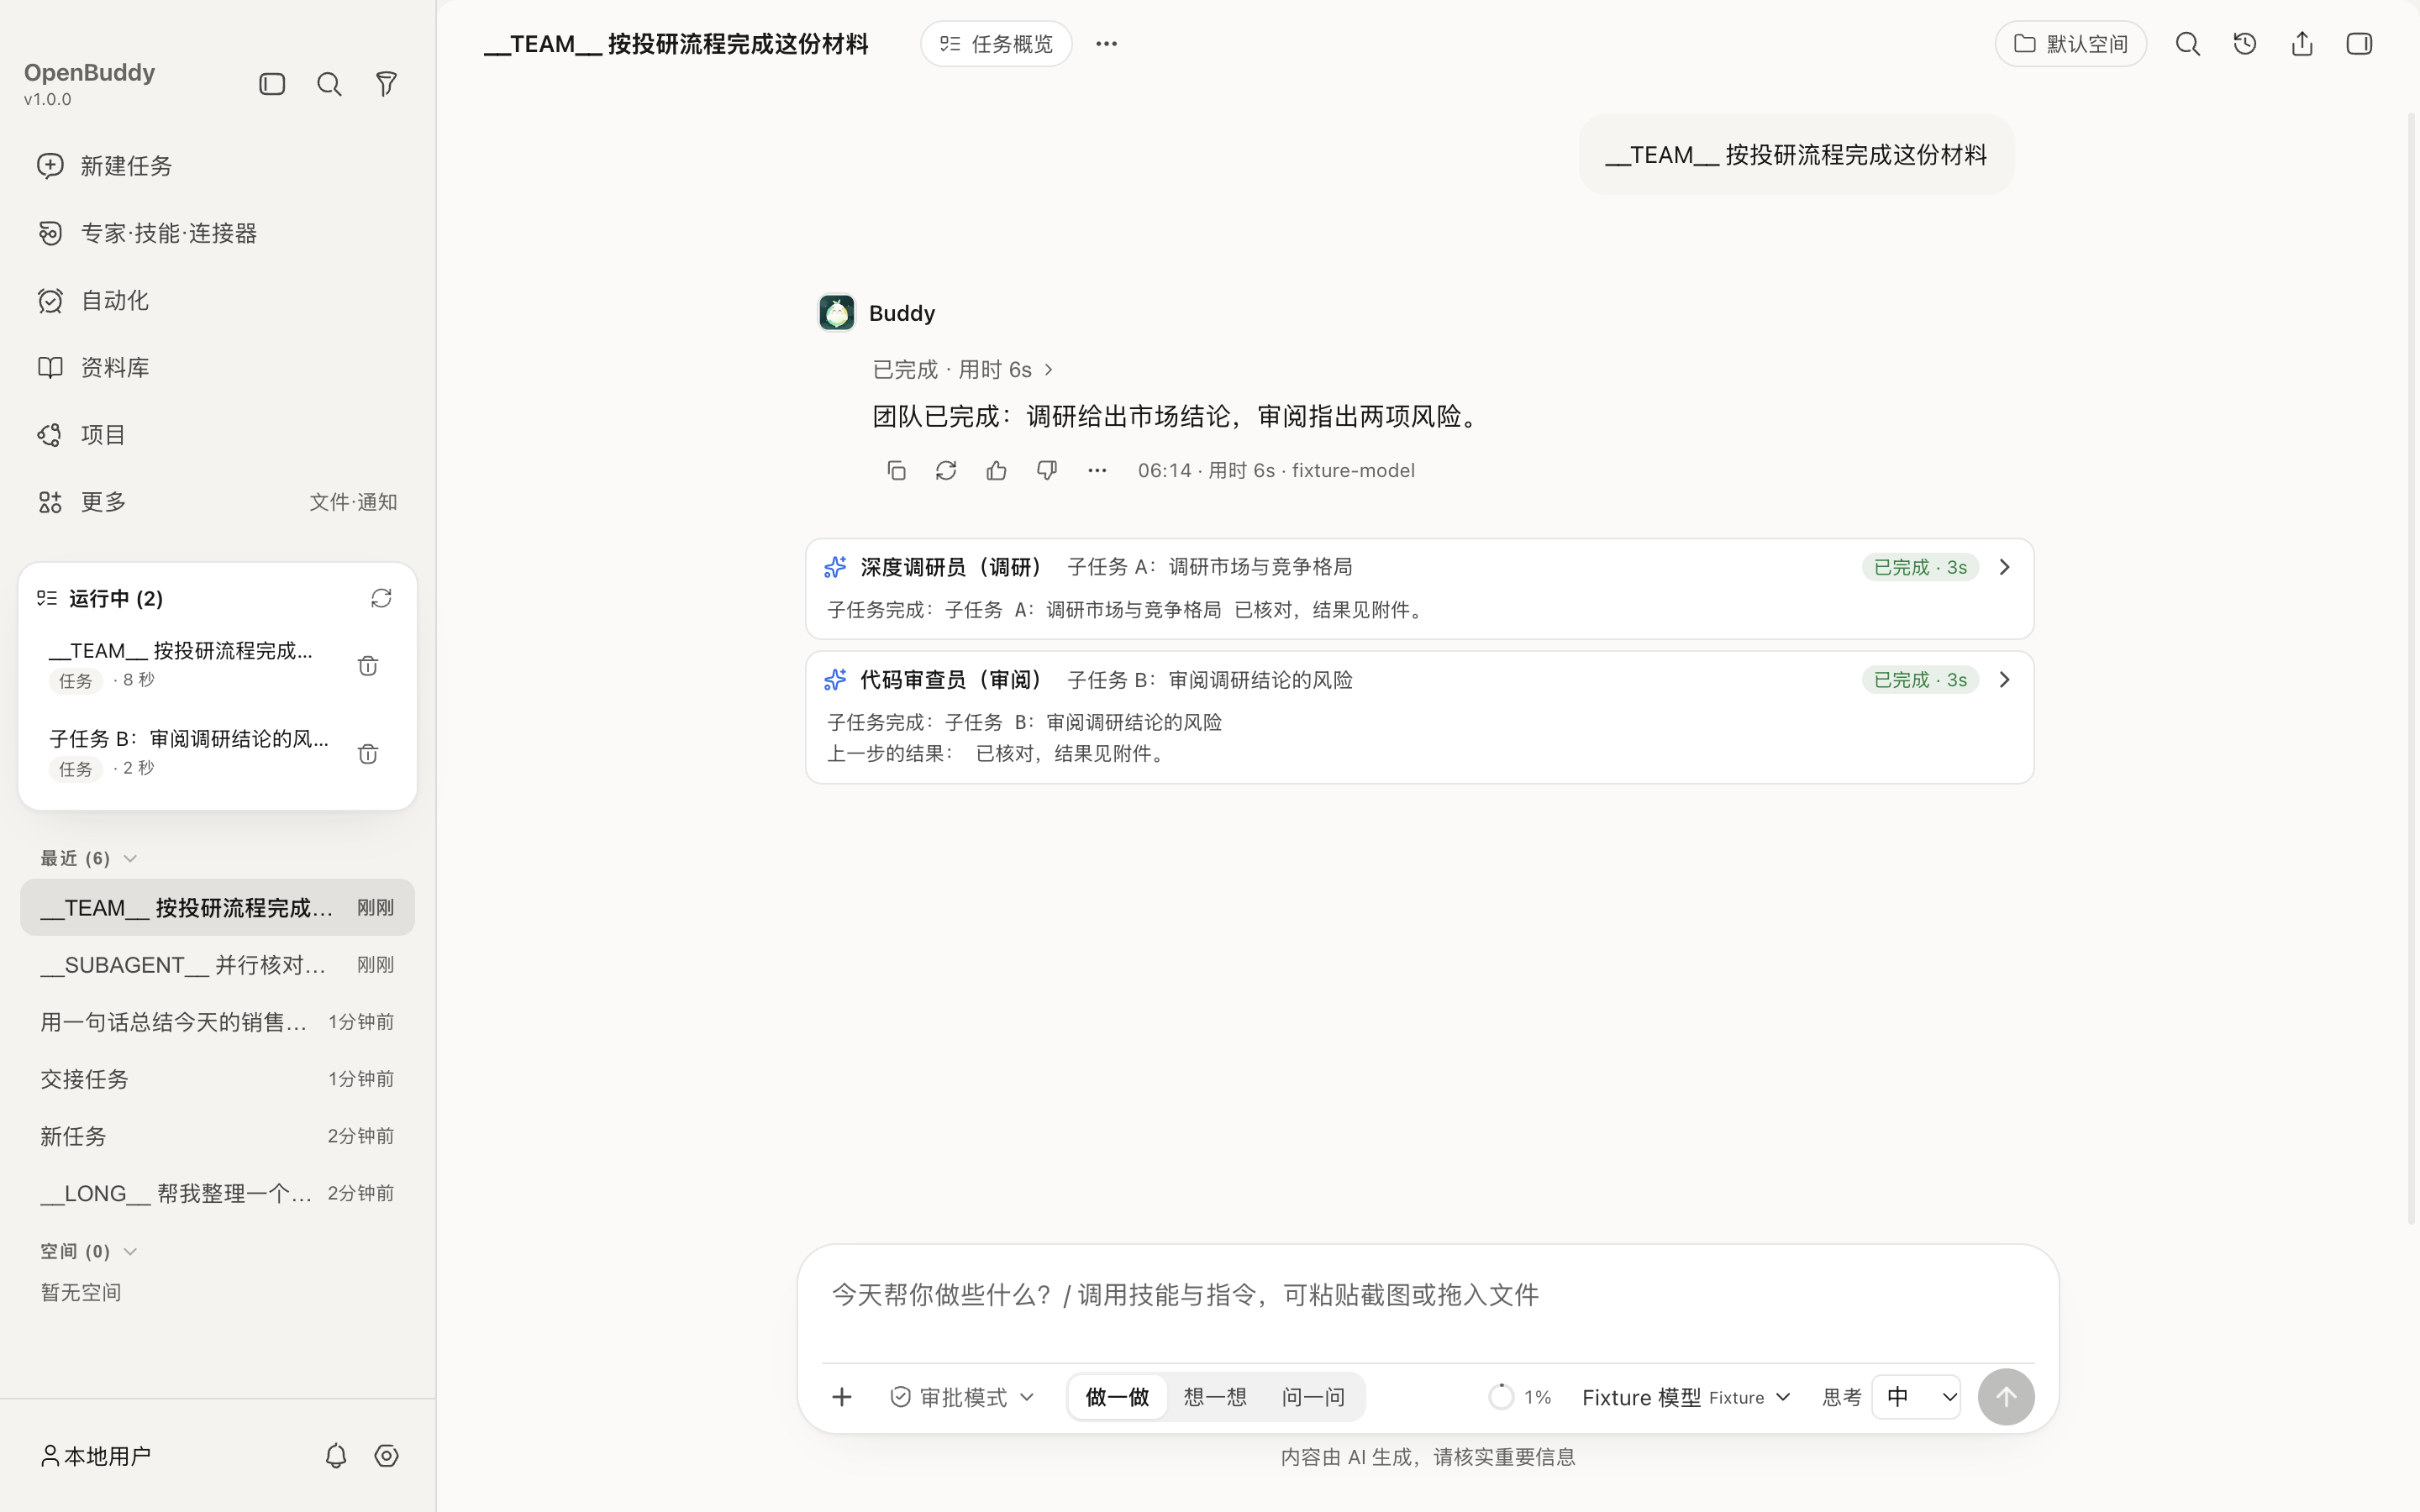 OpenBuddy
v1.0.0
新建任务
专家·技能·连接器
自动化
资料库
项目
更多 文件·通知
运行中 (2)
__TEAM__ 按投研流程完成...
任务 · 8 秒
子任务 B：审阅调研结论的风...
任务 · 2 秒
最近 (6)
__TEAM__ 按投研流程完成... 刚刚
__SUBAGENT__ 并行核对... 刚刚
用一句话总结今天的销售... 1分钟前
交接任务 1分钟前
新任务 2分钟前
__LONG__ 帮我整理一个... 2分钟前
空间 (0)
暂无空间
本地用户
__TEAM__ 按投研流程完成这份材料 任务概览 默认空间
__TEAM__ 按投研流程完成这份材料
Buddy
已完成 · 用时 6s
团队已完成：调研给出市场结论，审阅指出两项风险。
06:14 · 用时 6s · fixture-model
深度调研员（调研） 子任务 A：调研市场与竞争格局 已完成 · 3s
子任务完成：子任务 A：调研市场与竞争格局 已核对，结果见附件。
代码审查员（审阅） 子任务 B：审阅调研结论的风险 已完成 · 3s
子任务完成：子任务 B：审阅调研结论的风险
上一步的结果： 已核对，结果见附件。
今天帮你做些什么？/ 调用技能与指令，可粘贴截图或拖入文件
审批模式 做一做 想一想 问一问 1% Fixture 模型 Fixture 思考 中
内容由 AI 生成，请核实重要信息